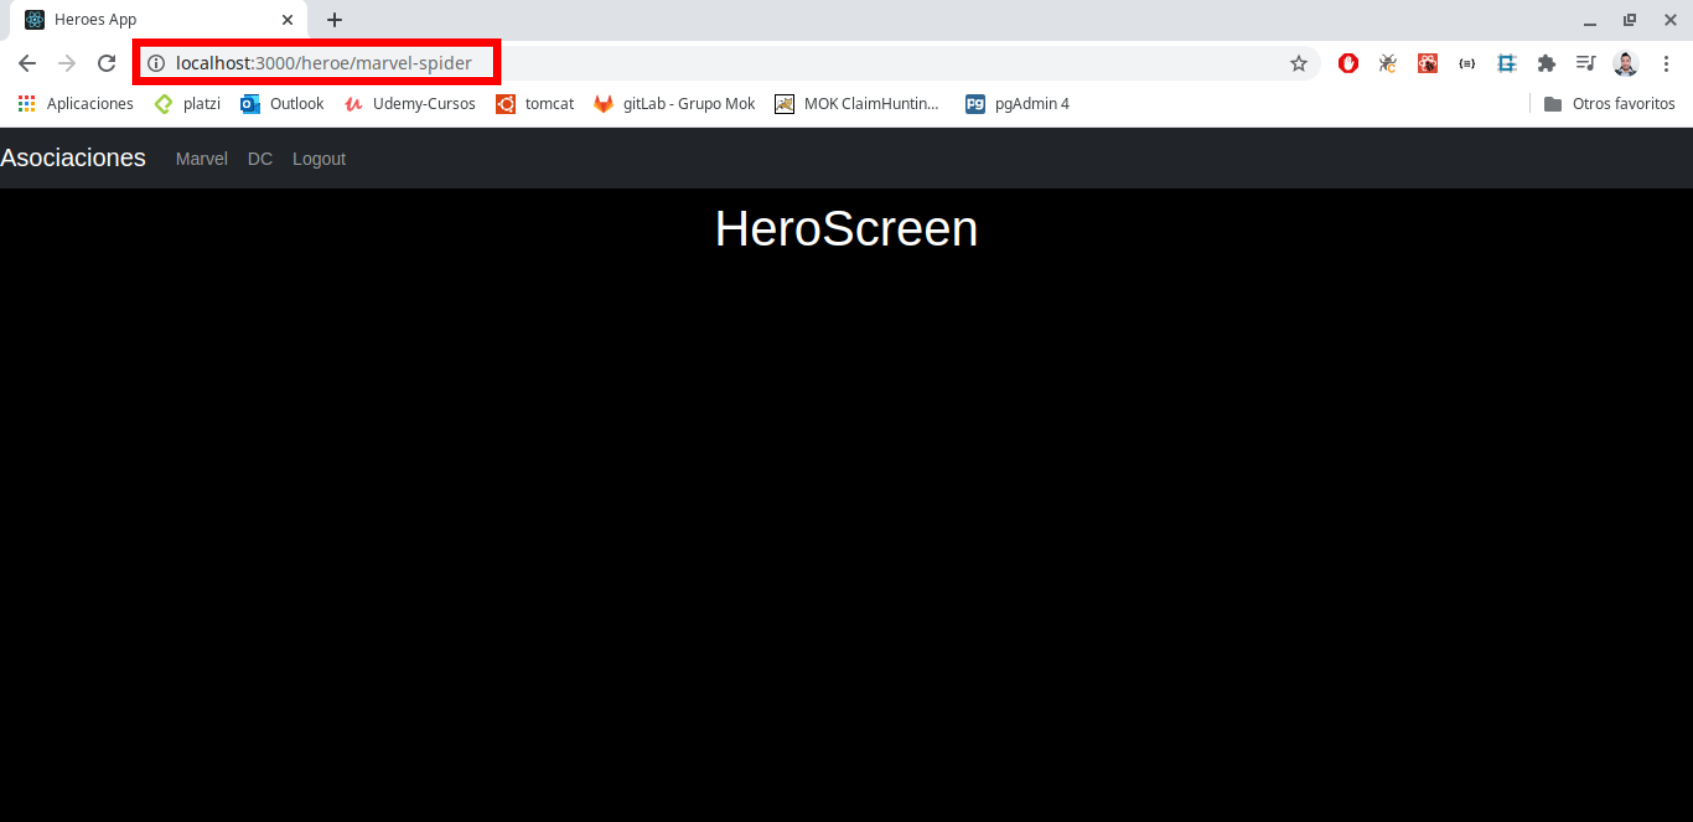 Heroes App
localhost:3000/heroe/marvel-spider
Aplicaciones platzi Outlook Udemy-Cursos tomcat gitLab - Grupo Mok MOK ClaimHuntin... pgAdmin 4 Otros favoritos
Asociaciones Marvel DC Logout
HeroScreen